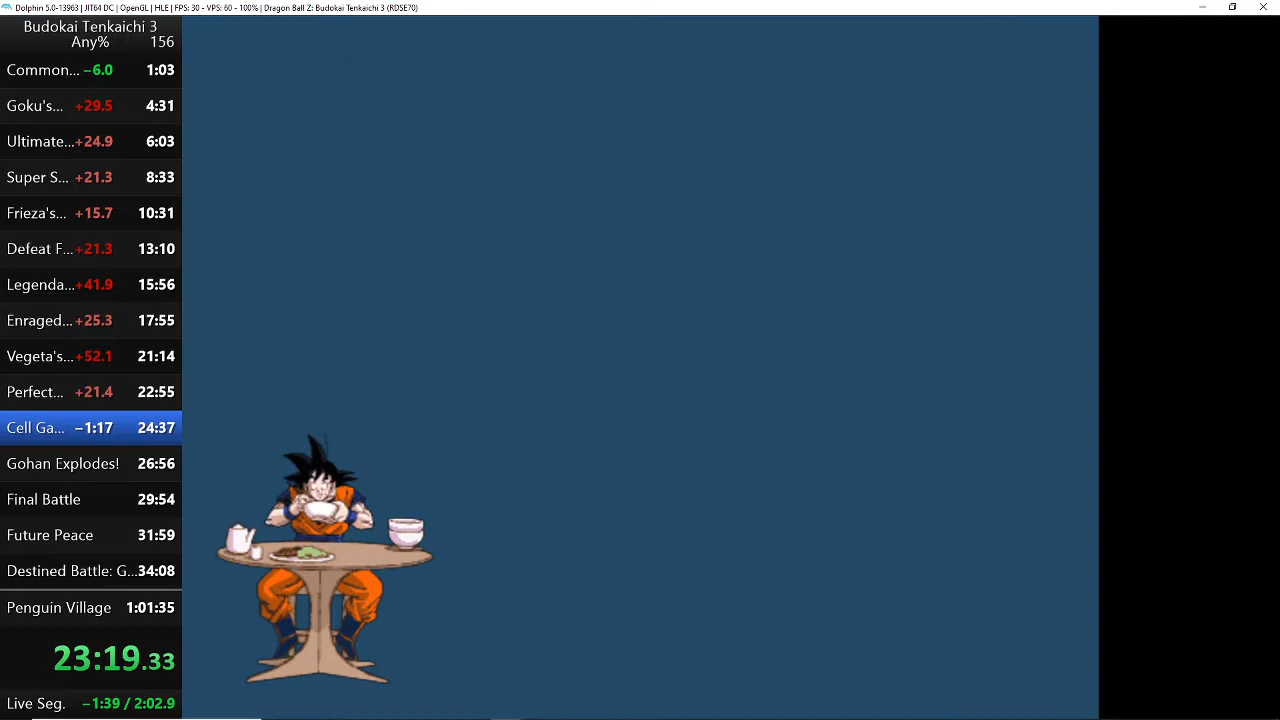 Dolphin 5.0-13963 | JIT64 DC | OpenGL | HLE | FPS: 30 - VPS: 60 - 100% | Dragon Ball Z: Budokai Tenkaichi 3 (RDSE70)
Budokai Tenkaichi 3
Any% 156
Common... −6.0 1:03
Goku's... +29.5 4:31
Ultimate... +24.9 6:03
Super S... +21.3 8:33
Frieza's... +15.7 10:31
Defeat F... +21.3 13:10
Legenda... +41.9 15:56
Enraged... +25.3 17:55
Vegeta's... +52.1 21:14
Perfect... +21.4 22:55
Cell Ga... −1:17 24:37
Gohan Explodes! 26:56
Final Battle 29:54
Future Peace 31:59
Destined Battle: G... 34:08
Penguin Village 1:01:35
23:19.33
Live Seg. −1:39 / 2:02.9